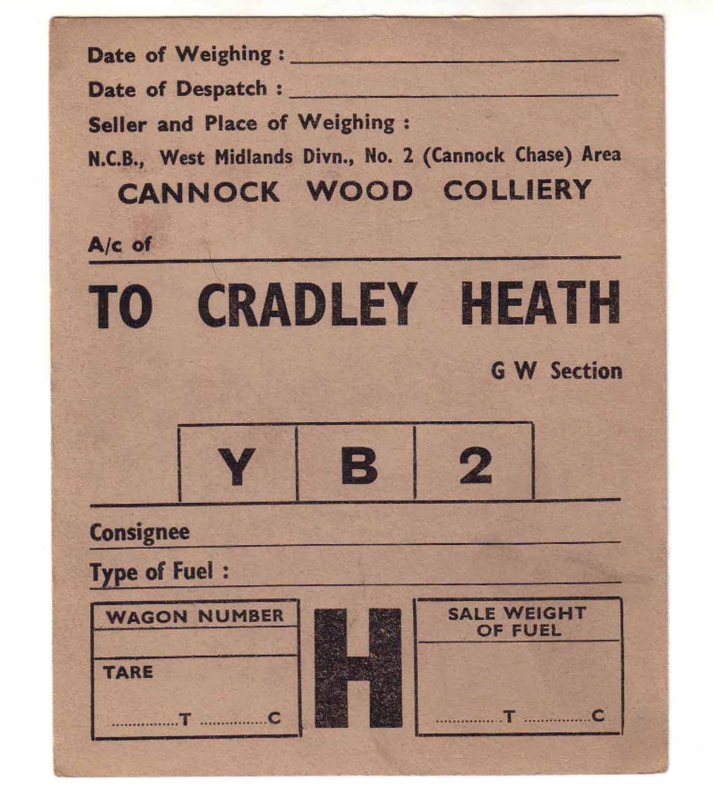 Date of Weighing :
Date of Despatch :
Seller and Place of Weighing :
N.C.B., West Midlands Divn., No. 2 (Cannock Chase) Area
CANNOCK WOOD COLLIERY
A/c of
TO CRADLEY HEATH
G W Section
Y B 2
Consignee
Type of Fuel :
WAGON NUMBER
TARE
...............T ...............C
H
SALE WEIGHT
OF FUEL
...............T ...............C